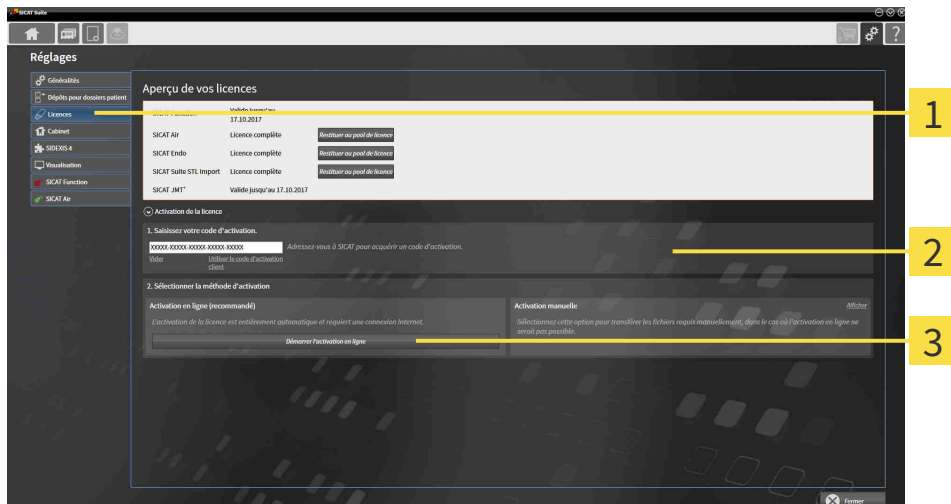 SICAT Suite
Réglages
Généralités
Dépôts pour dossiers patient
Licences
Cabinet
SIDEXIS 4
Visualisation
SICAT Function
SICAT Air
Aperçu de vos licences
SICAT Function Valide jusqu'au
17.10.2017
SICAT Air Licence complète Restituer au pool de licence
SICAT Endo Licence complète Restituer au pool de licence
SICAT Suite STL Import Licence complète Restituer au pool de licence
SICAT JMT+ Valide jusqu'au 17.10.2017
Activation de la licence
1. Saisissez votre code d'activation.
XXXXX-XXXXX-XXXXX-XXXXX-XXXXX Adressez-vous à SICAT pour acquérir un code d'activation.
Vider Utiliser le code d'activation
client
2. Sélectionner la méthode d'activation
Activation en ligne (recommandé)
L'activation de la licence est entièrement automatique et requiert une connexion Internet.
Démarrer l'activation en ligne
Activation manuelle Afficher
Sélectionnez cette option pour transférer les fichiers requis manuellement, dans le cas où l'activation en ligne ne
serait pas possible.
Fermer
1
2
3